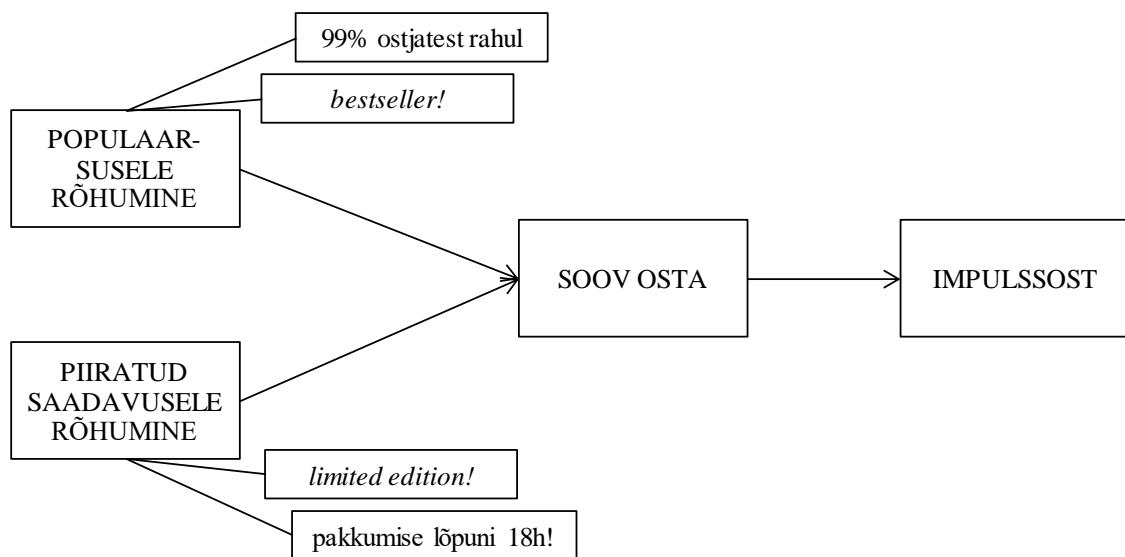 99% ostjatest rahul
bestseller!
POPULAAR-
SUSELE
RÕHUMINE
SOOV OSTA
IMPULSSOST
PIIRATUD
SAADAVUSELE
RÕHUMINE
limited edition!
pakkumise lõpuni 18h!